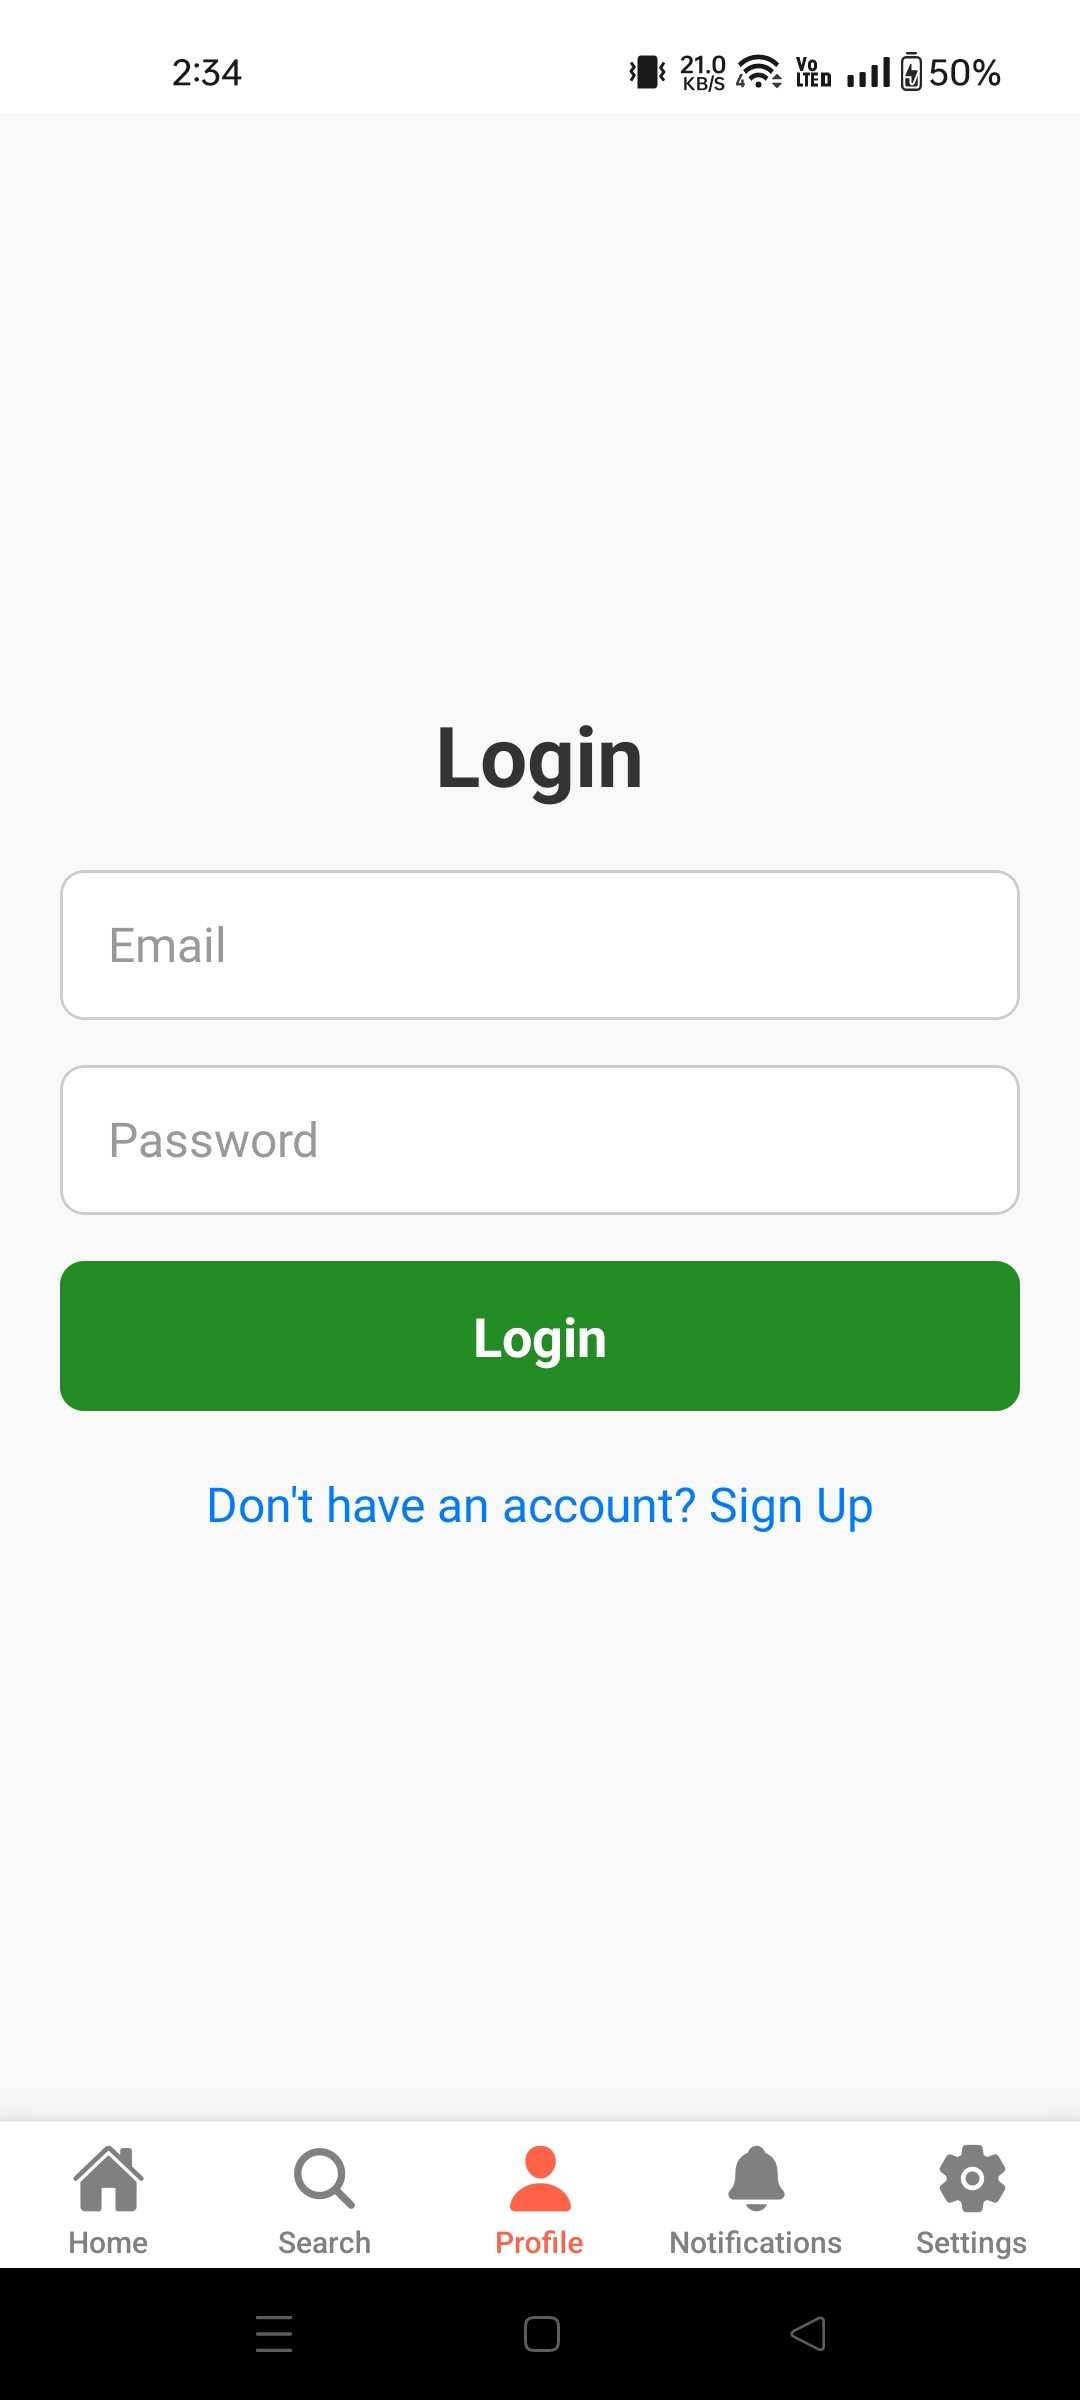 2:34 21.0 KB/S 4 Vo LTE 50%
Login
Email
Password
Login
Don't have an account? Sign Up
Home Search Profile Notifications Settings